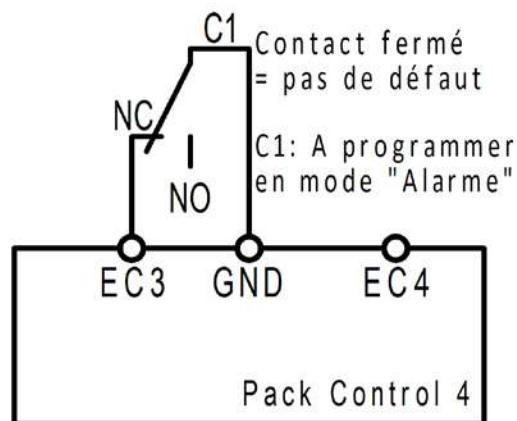 C1
Contact fermé
= pas de défaut
NC
C1: A programmer
en mode "Alarme"
NO
EC3 GND EC4
Pack Control 4